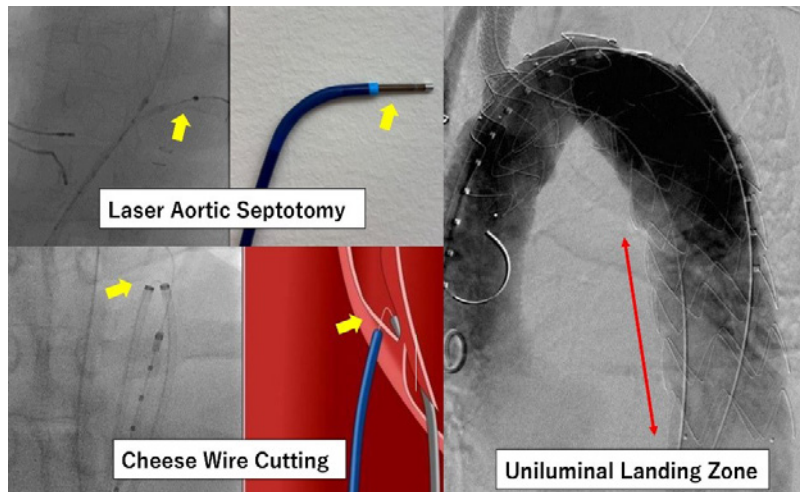 Laser Aortic Septotomy
Cheese Wire Cutting
Uniluminal Landing Zone